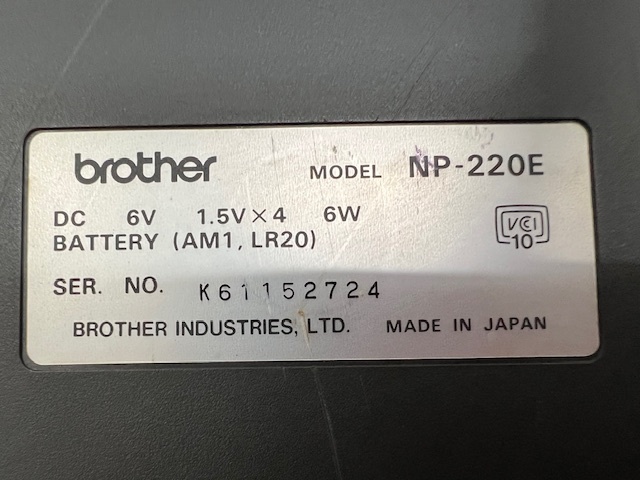 brother MODEL NP-220E
DC 6V 1.5V×4 6W
BATTERY (AM1, LR20)
VCCI
10
SER. NO. K61152724
BROTHER INDUSTRIES, LTD. MADE IN JAPAN